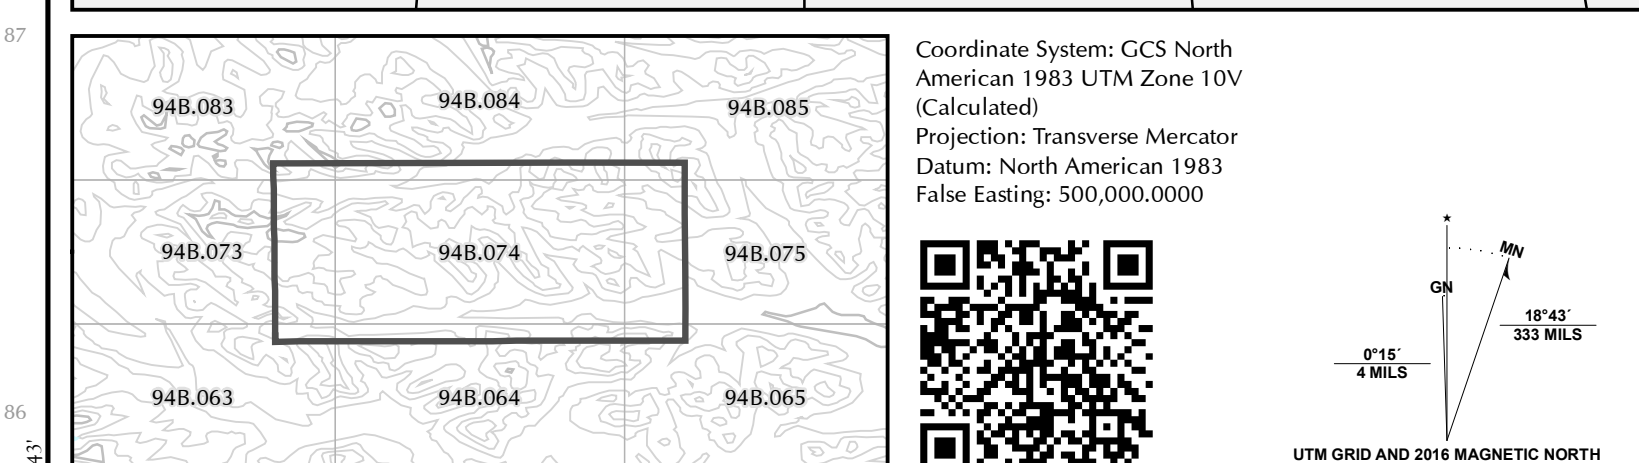 87
94B.083
94B.084
94B.085
94B.073
94B.074
94B.075
94B.063
94B.064
94B.065
86
43'
Coordinate System: GCS North
American 1983 UTM Zone 10V
(Calculated)
Projection: Transverse Mercator
Datum: North American 1983
False Easting: 500,000.0000
MN
GN
18°43´
333 MILS
0°15´
4 MILS
UTM GRID AND 2016 MAGNETIC NORTH